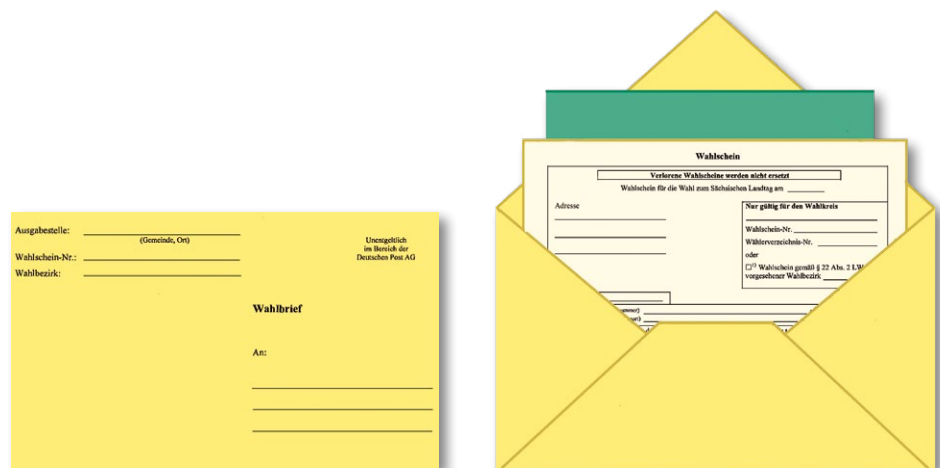 Ausgabestelle:
(Gemeinde, Ort)
Wahlschein-Nr.:
Wahlbezirk:
Unentgeltlich
im Bereich der
Deutschen Post AG
Wahlbrief
An:
Wahlschein
Verlorene Wahlscheine werden nicht ersetzt
Wahlschein für die Wahl zum Sächsischen Landtag am
Adresse
Nur gültig für den Wahlkreis
Wahlschein-Nr.
Wählerverzeichnis-Nr.
oder
☐ Wahlschein gemäß § 22 Abs. 2
vorgesehener Wahlbezirk